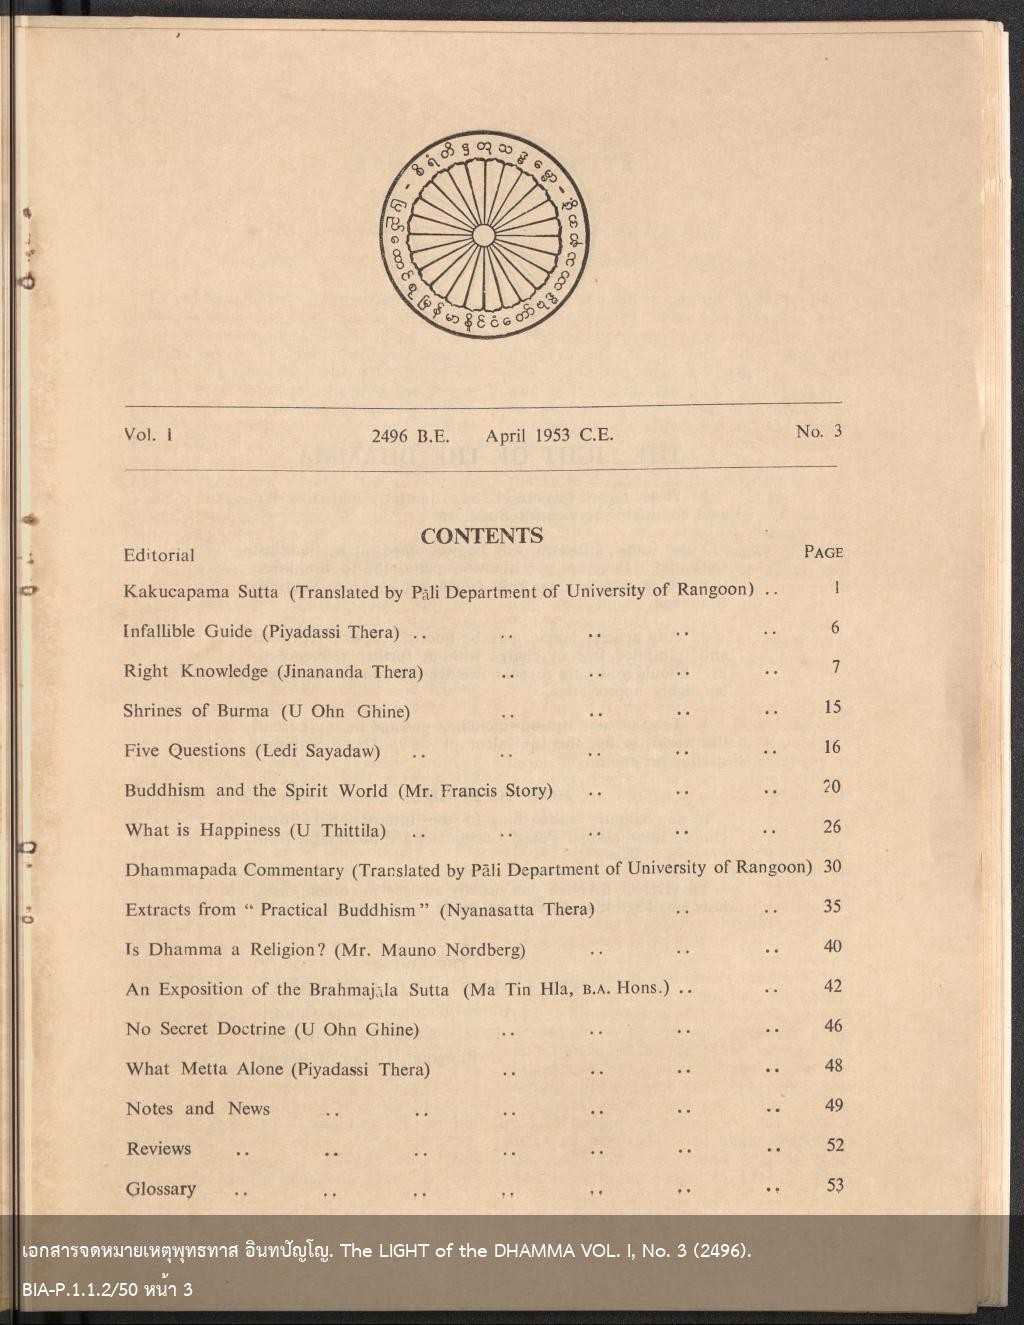 Vol. I 2496 B.E. April 1953 C.E. No. 3
CONTENTS
Editorial PAGE
Kakucapama Sutta (Translated by Pāli Department of University of Rangoon) .. 1
Infallible Guide (Piyadassi Thera) .. .. .. .. .. 6
Right Knowledge (Jinananda Thera) .. .. .. .. 7
Shrines of Burma (U Ohn Ghine) .. .. .. .. 15
Five Questions (Ledi Sayadaw) .. .. .. .. .. 16
Buddhism and the Spirit World (Mr. Francis Story) .. .. .. 20
What is Happiness (U Thittila) .. .. .. .. .. 26
Dhammapada Commentary (Translated by Pāli Department of University of Rangoon) 30
Extracts from “ Practical Buddhism” (Nyanasatta Thera) .. .. 35
Is Dhamma a Religion? (Mr. Mauno Nordberg) .. .. .. 40
An Exposition of the Brahmajāla Sutta (Ma Tin Hla, B.A. Hons.) .. .. 42
No Secret Doctrine (U Ohn Ghine) .. .. .. .. 46
What Metta Alone (Piyadassi Thera) .. .. .. .. 48
Notes and News .. .. .. .. .. .. 49
Reviews .. .. .. .. .. .. .. 52
Glossary .. .. .. .. .. .. .. 53
เอกสารจดหมายเหตุพุทธทาส อินทปัญโญ. The LIGHT of the DHAMMA VOL. I, No. 3 (2496).
BIA-P.1.1.2/50 หน้า 3